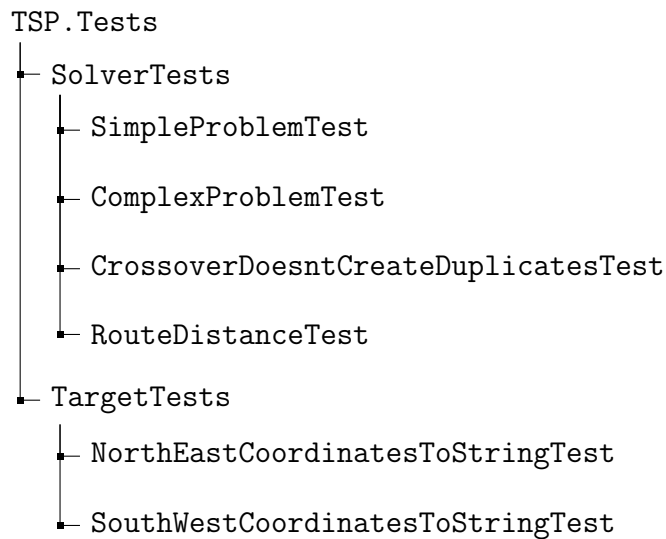 TSP.Tests
SolverTests
SimpleProblemTest
ComplexProblemTest
CrossoverDoesntCreateDuplicatesTest
RouteDistanceTest
TargetTests
NorthEastCoordinatesToStringTest
SouthWestCoordinatesToStringTest